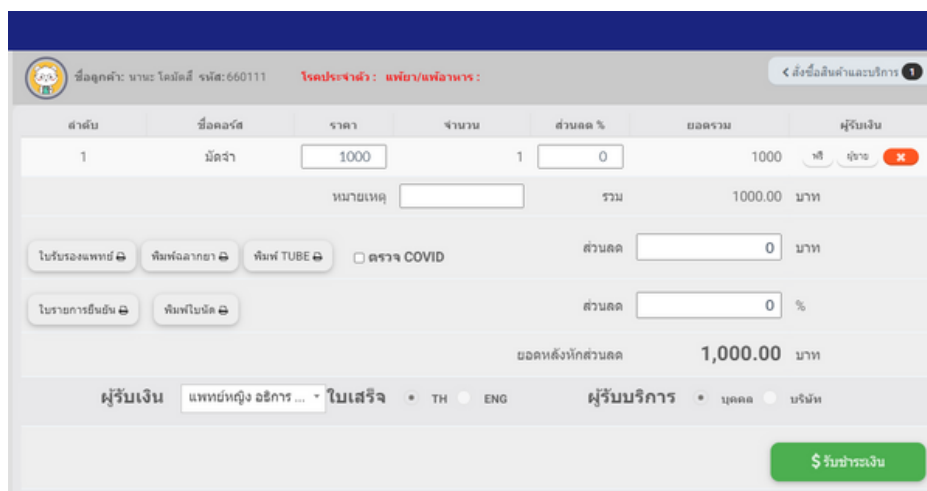 ชื่อลูกค้า: นานะ โคมัตสึ รหัส:660111 โรคประจำตัว : แพ้ยา/แพ้อาหาร : < สั่งซื้อสินค้าและบริการ 1
ลำดับ ชื่อคอร์ส ราคา จำนวน ส่วนลด % ยอดรวม ผู้รับเงิน
1 มัดจำ 1000 1 0 1000 ฟรี ผู้ขาย ×
หมายเหตุ รวม 1000.00 บาท
ใบรับรองแพทย์ พิมพ์ฉลากยา พิมพ์ TUBE ตรวจ COVID ส่วนลด 0 บาท
ใบรายการยืนยัน พิมพ์ใบนัด ส่วนลด 0 %
ยอดหลังหักส่วนลด 1,000.00 บาท
ผู้รับเงิน แพทย์หญิง อธิการ ... ใบเสร็จ TH ENG ผู้รับบริการ บุคคล บริษัท
$ รับชำระเงิน